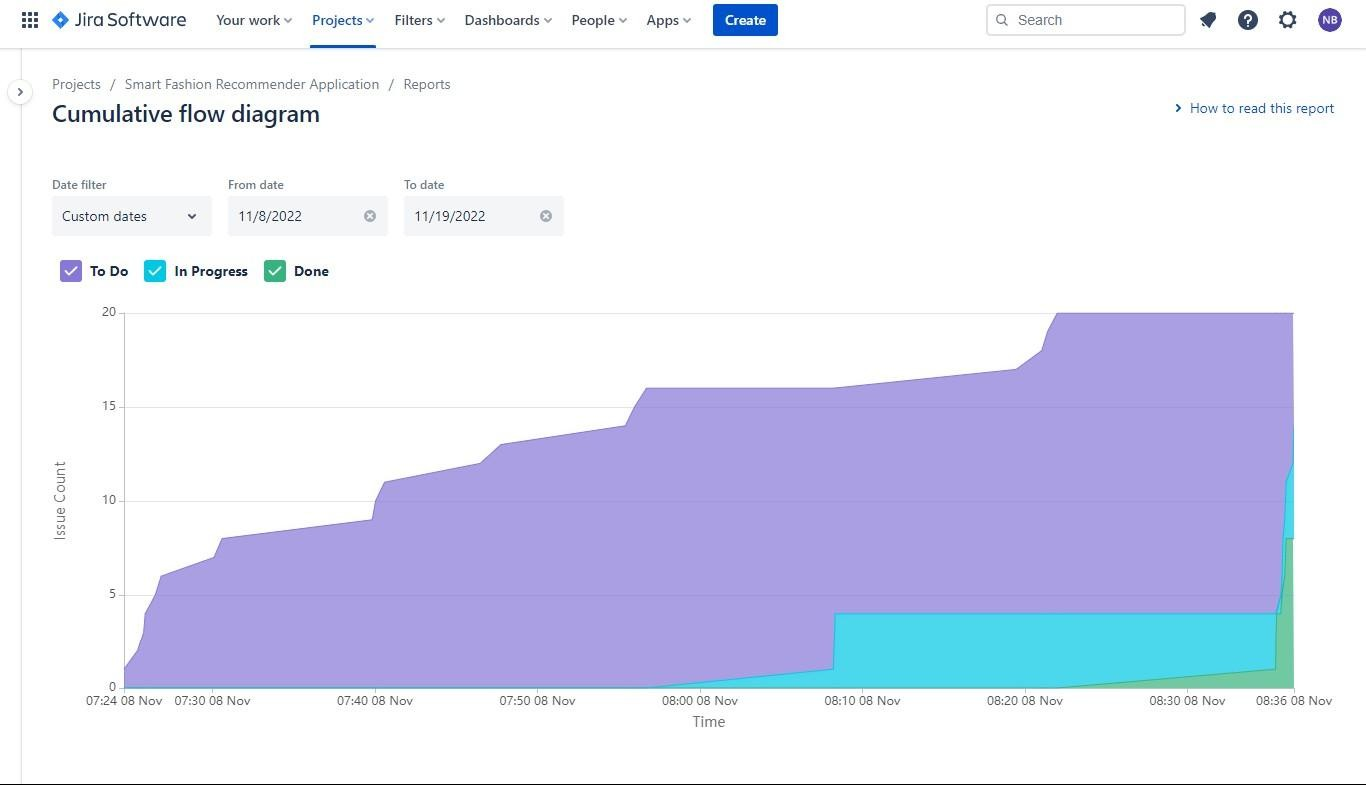 Jira Software Your work Projects Filters Dashboards People Apps Create Search NB
Projects / Smart Fashion Recommender Application / Reports
Cumulative flow diagram
How to read this report
Date filter From date To date
Custom dates 11/8/2022 11/19/2022
To Do In Progress Done
20
15
10
5
0
Issue Count
07:24 08 Nov 07:30 08 Nov 07:40 08 Nov 07:50 08 Nov 08:00 08 Nov 08:10 08 Nov 08:20 08 Nov 08:30 08 Nov 08:36 08 Nov
Time